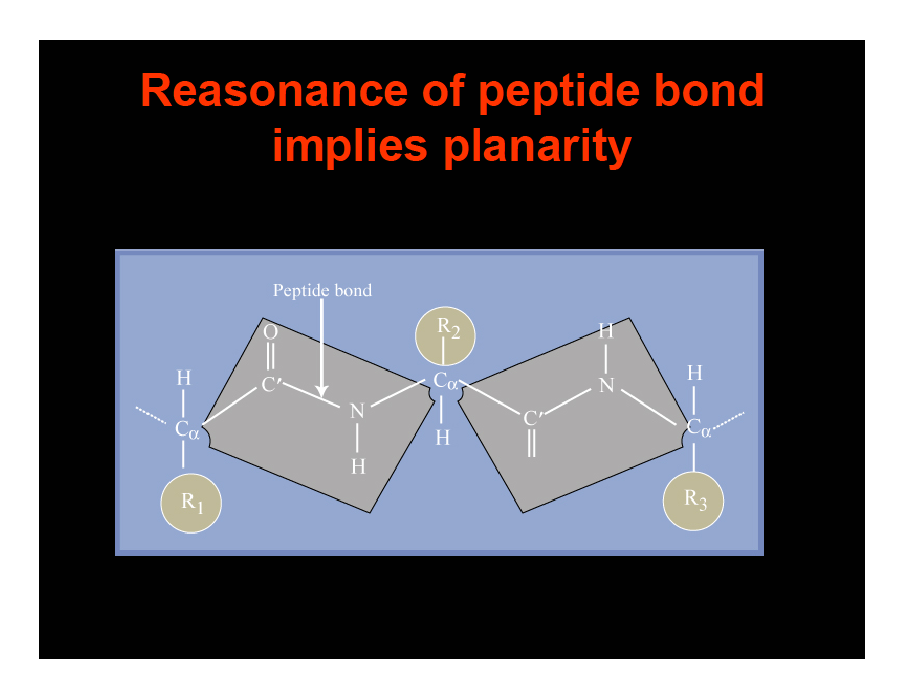 Reasonance of peptide bond
implies planarity
Peptide bond
R2
O
H
H
C′
Cα
H
N
H
N
Cα
H
C′
Cα
H
R1
R3